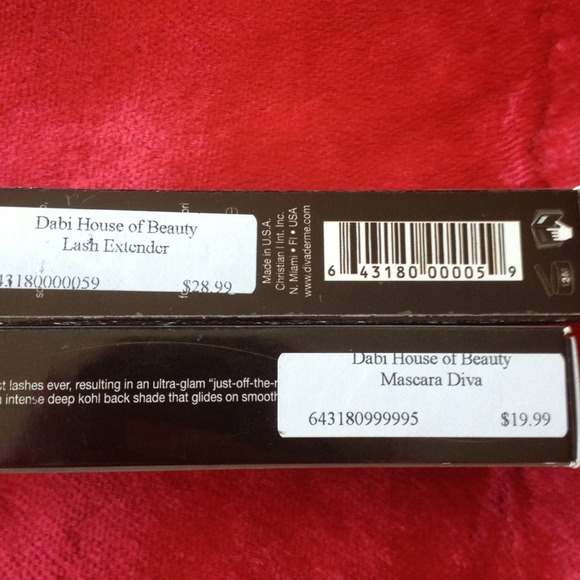 Dabi House of Beauty
Lash Extender
43180000059 $28.99
Made in U.S.A.
Christian I Int. Inc.
N. Miami • Fl • USA
www.divaderme.com
6 43180 00005 9
12M
Dabi House of Beauty
Mascara Diva
643180999995 $19.99
st lashes ever, resulting in an ultra-glam "just-off-the-r
intense deep kohl back shade that glides on smooth